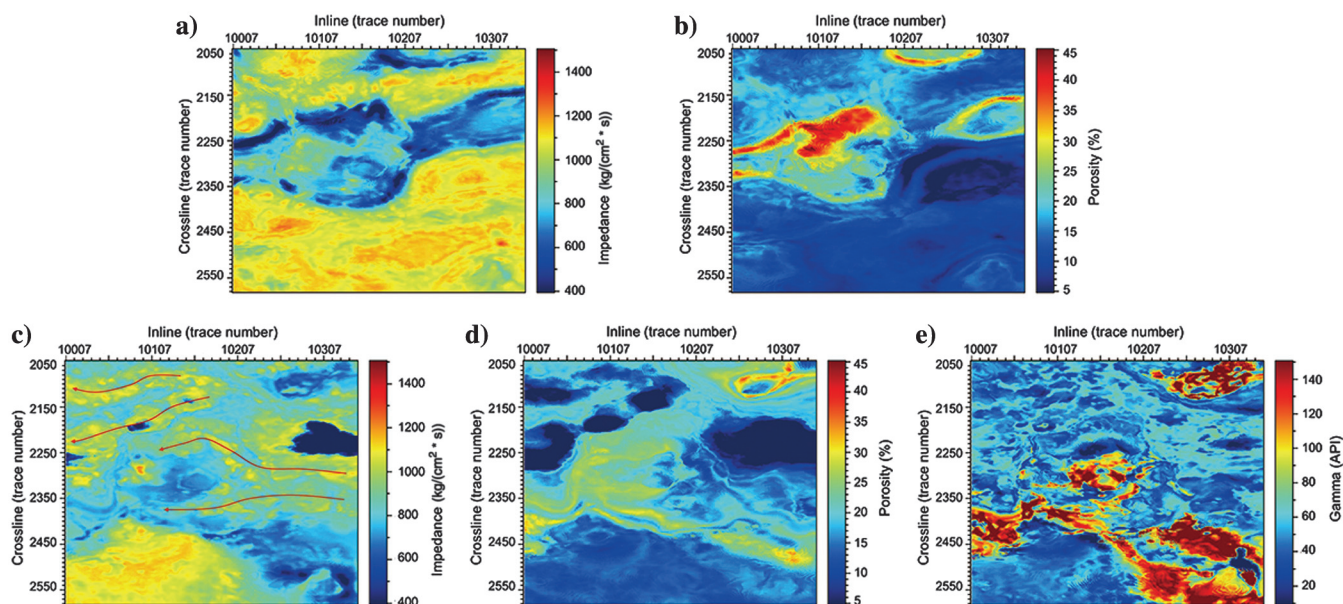 a)
Inline (trace number)
10007 10107 10207 10307
Crossline (trace number)
2050
2150
2250
2350
2450
2550
1400
1200
1000
800
600
400
Impedance (kg/(cm² * s))
b)
Inline (trace number)
10007 10107 10207 10307
Crossline (trace number)
2050
2150
2250
2350
2450
2550
45
40
35
30
25
20
15
10
5
Porosity (%)
c)
Inline (trace number)
10007 10107 10207 10307
Crossline (trace number)
2050
2150
2250
2350
2450
2550
1400
1200
1000
800
600
400
Impedance (kg/(cm² * s))
d)
Inline (trace number)
10007 10107 10207 10307
Crossline (trace number)
2050
2150
2250
2350
2450
2550
45
40
35
30
25
20
15
10
5
Porosity (%)
e)
Inline (trace number)
10007 10107 10207 10307
Crossline (trace number)
2050
2150
2250
2350
2450
2550
140
120
100
80
60
40
20
Gamma (API)